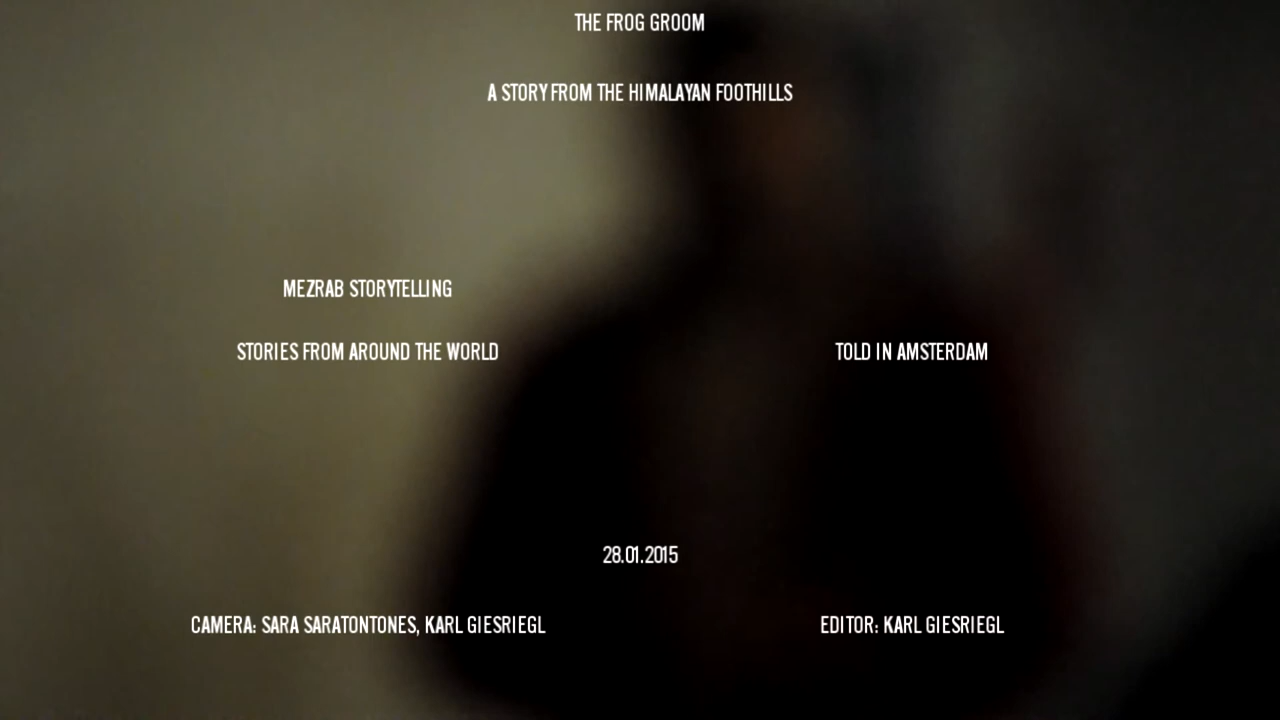 THE FROG GROOM
A STORY FROM THE HIMALAYAN FOOTHILLS
MEZRAB STORYTELLING
STORIES FROM AROUND THE WORLD
TOLD IN AMSTERDAM
28.01.2015
CAMERA: SARA SARATONTONES, KARL GIESRIEGL
EDITOR: KARL GIESRIEGL